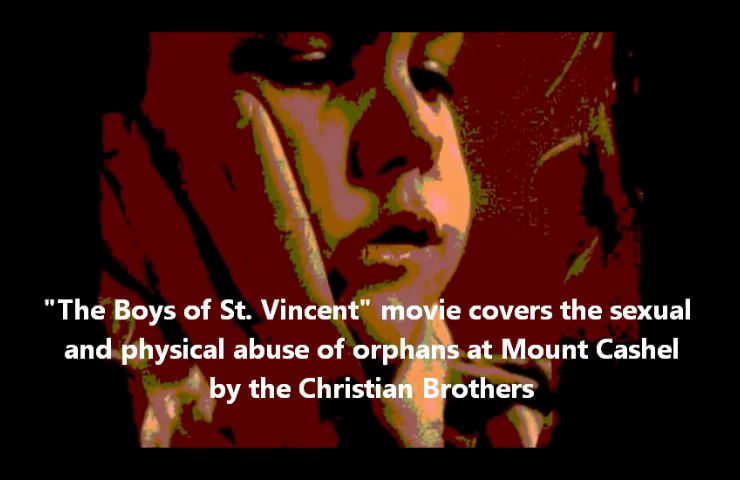 "The Boys of St. Vincent" movie covers the sexual
and physical abuse of orphans at Mount Cashel
by the Christian Brothers